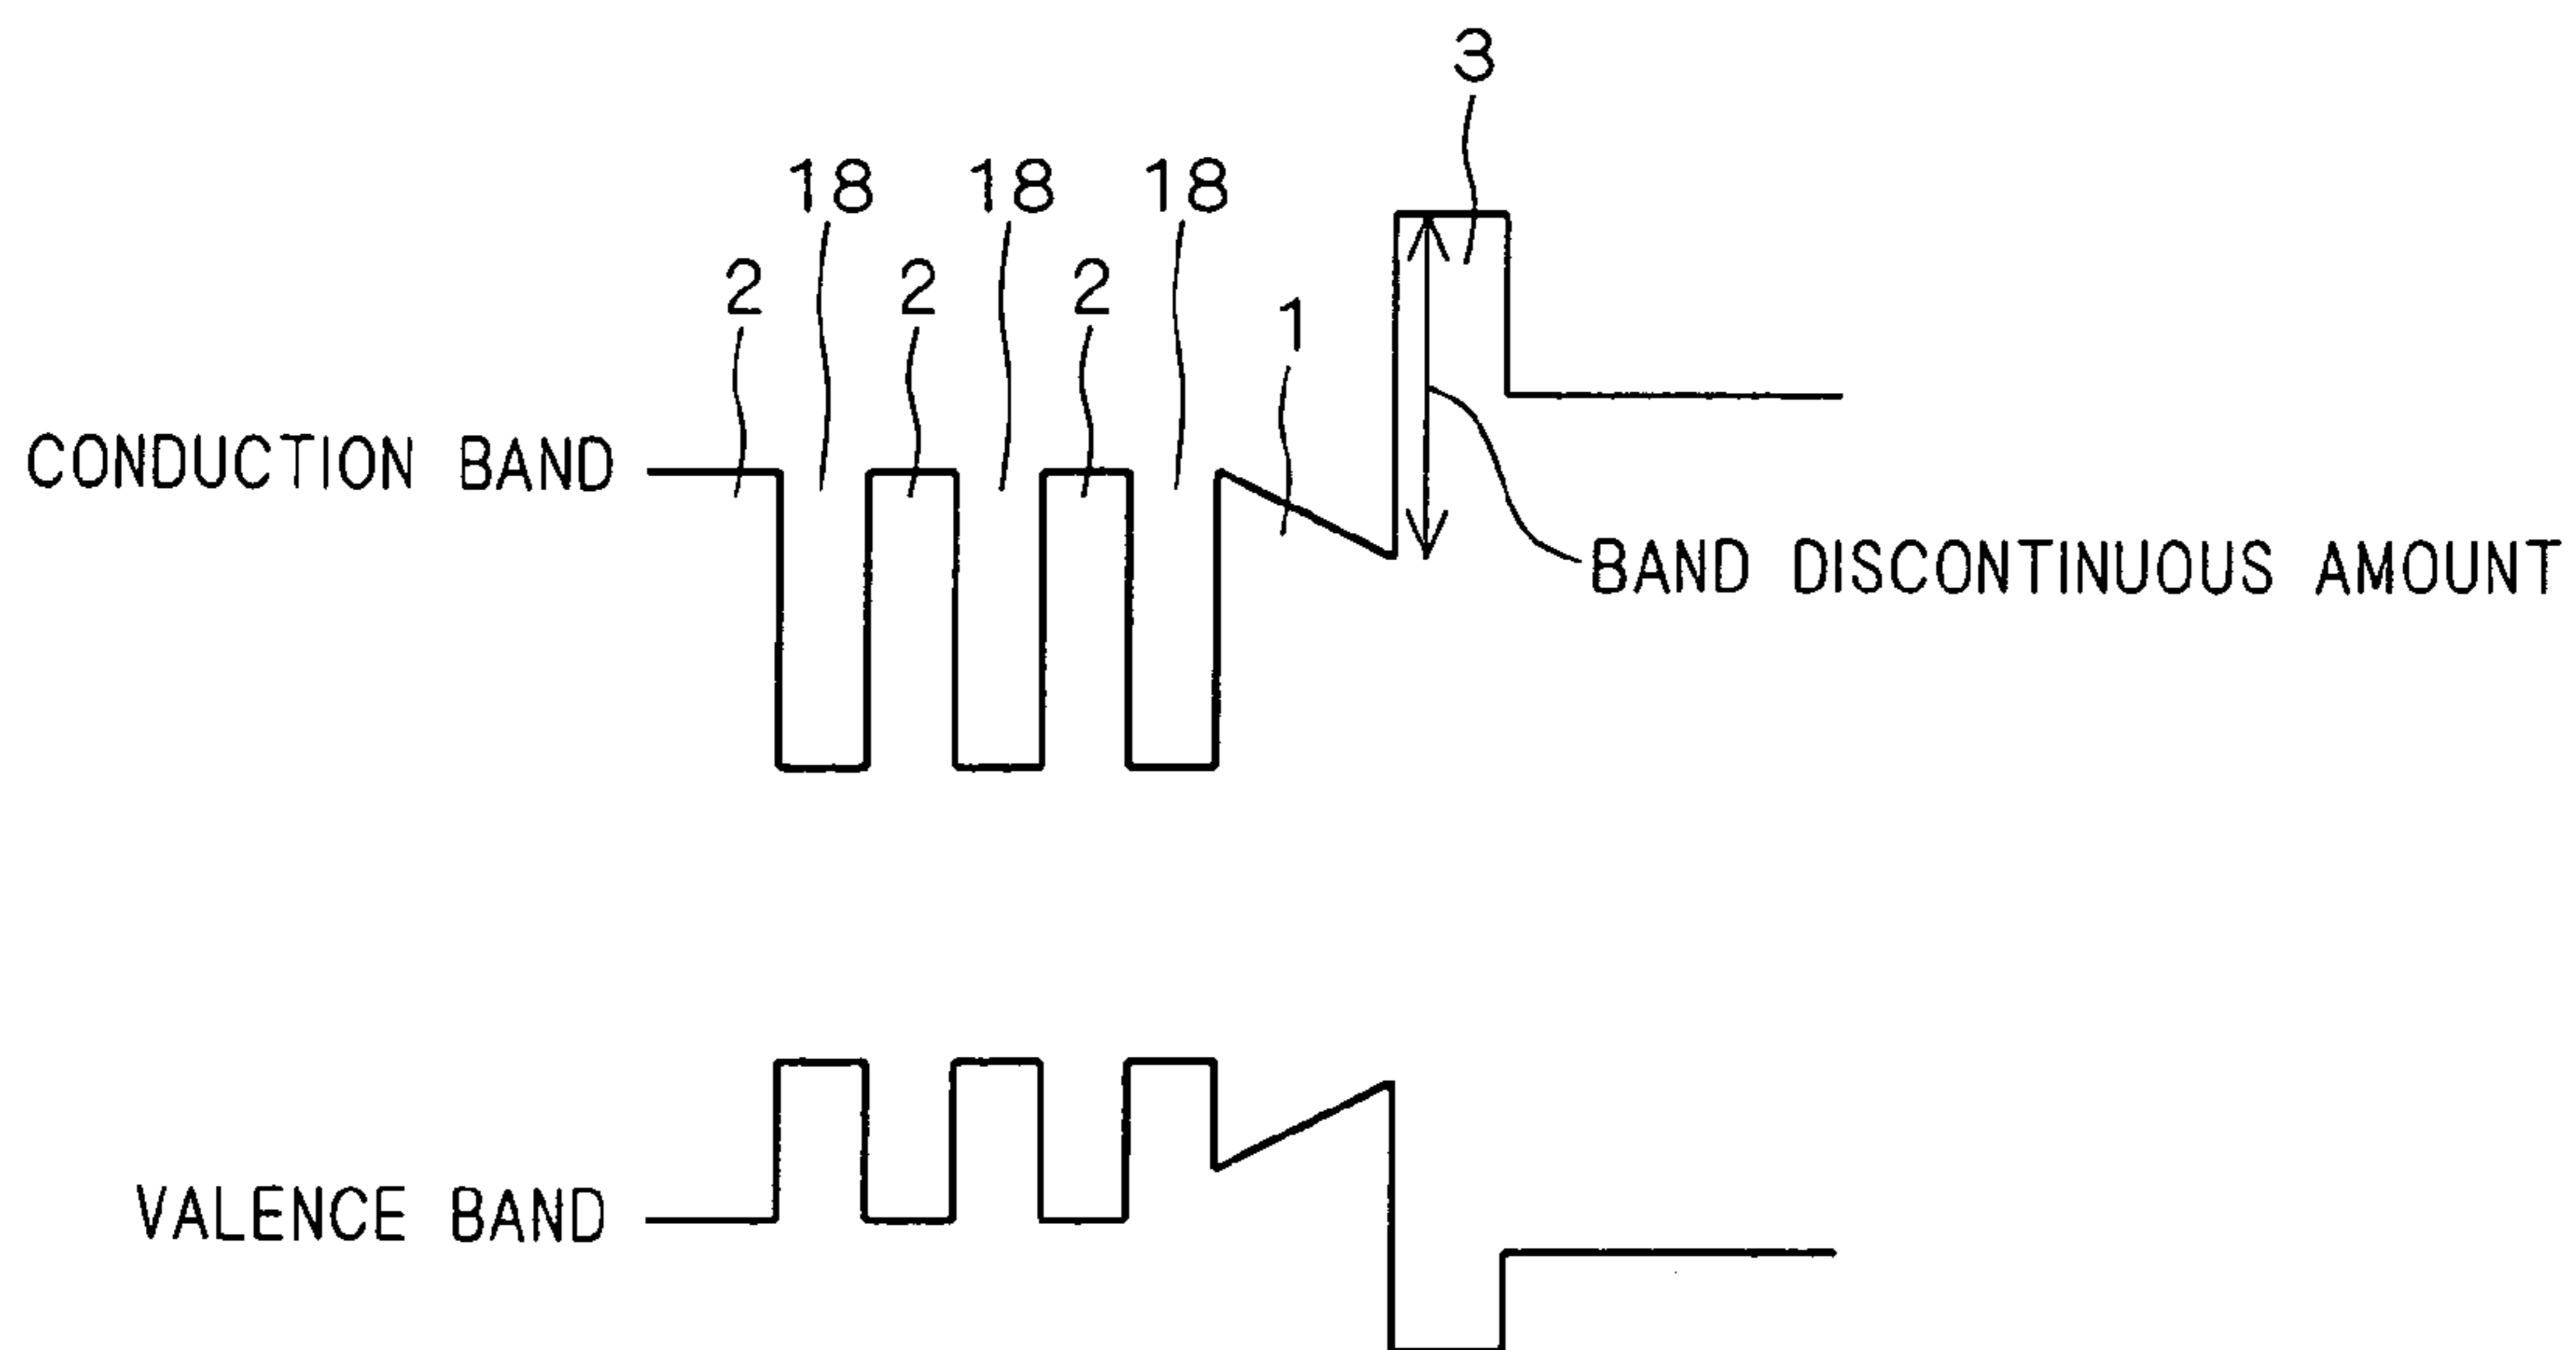 3
18 18 18
2 2 2 1
CONDUCTION BAND
BAND DISCONTINUOUS AMOUNT
VALENCE BAND